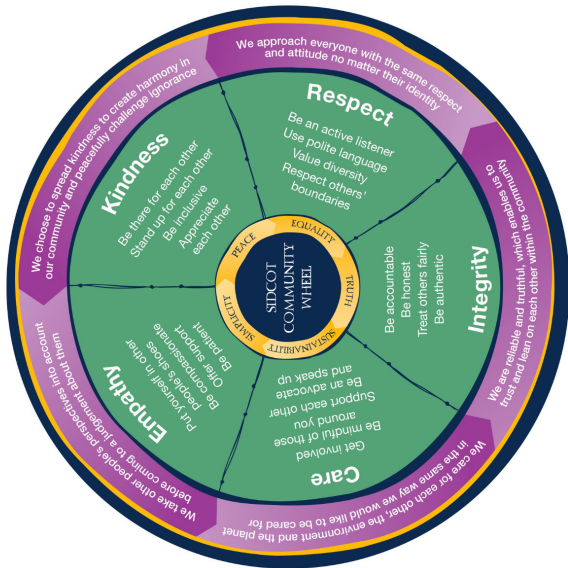 We approach everyone with the same respect
and attitude no matter their identity
Respect
Be an active listener
Use polite language
Value diversity
Respect others'
boundaries
We are reliable and truthful, which enables us to
trust and lean on each other within the community
Integrity
Be accountable
Be honest
Treat others fairly
Be authentic
We care for each other, the environment and the planet
in the same way we would like to be cared for
Care
Get involved
Be mindful of those
around you
Support each other
Be an advocate
and speak up
We take other people's perspectives into account
before coming to a judgement about them
Empathy
Put yourself in other
people's shoes
Be compassionate
Offer support
Be patient
We choose to spread kindness to create harmony in
our community and peacefully challenge ignorance
Kindness
Be there for each other
Stand up for each other
Be inclusive
Appreciate
each other
PEACE
EQUALITY
TRUTH
SUSTAINABILITY
SIMPLICITY
SIDCOT
COMMUNITY
WHEEL